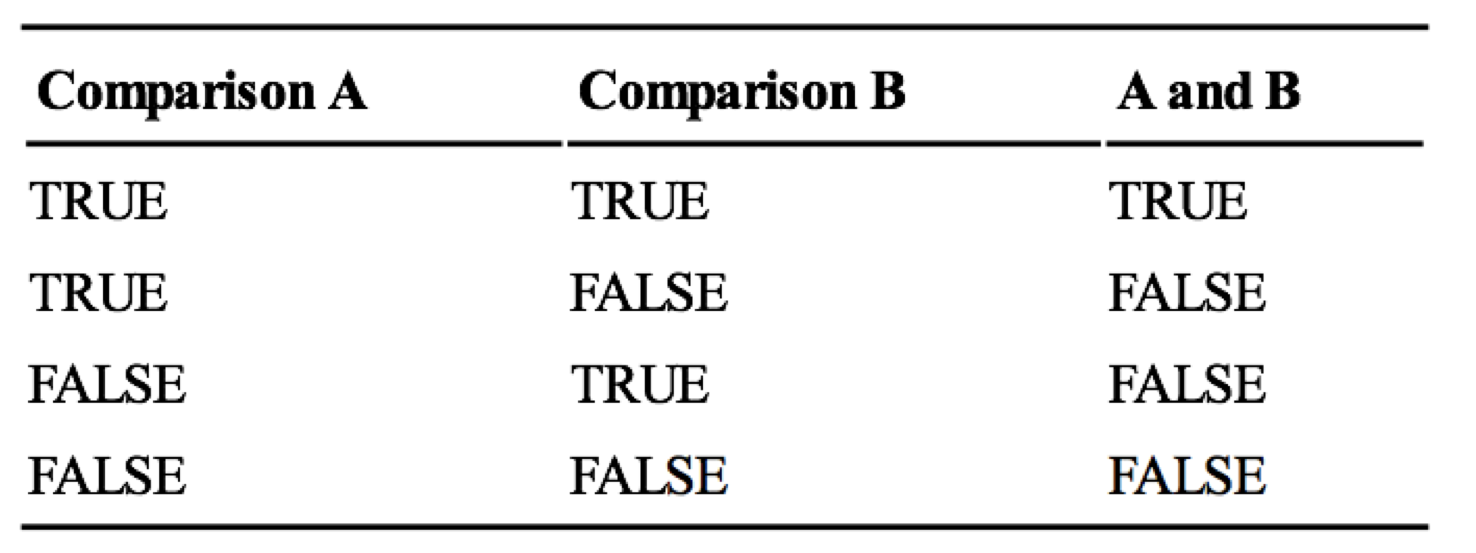 Comparison A Comparison B A and B
TRUE TRUE TRUE
TRUE FALSE FALSE
FALSE TRUE FALSE
FALSE FALSE FALSE